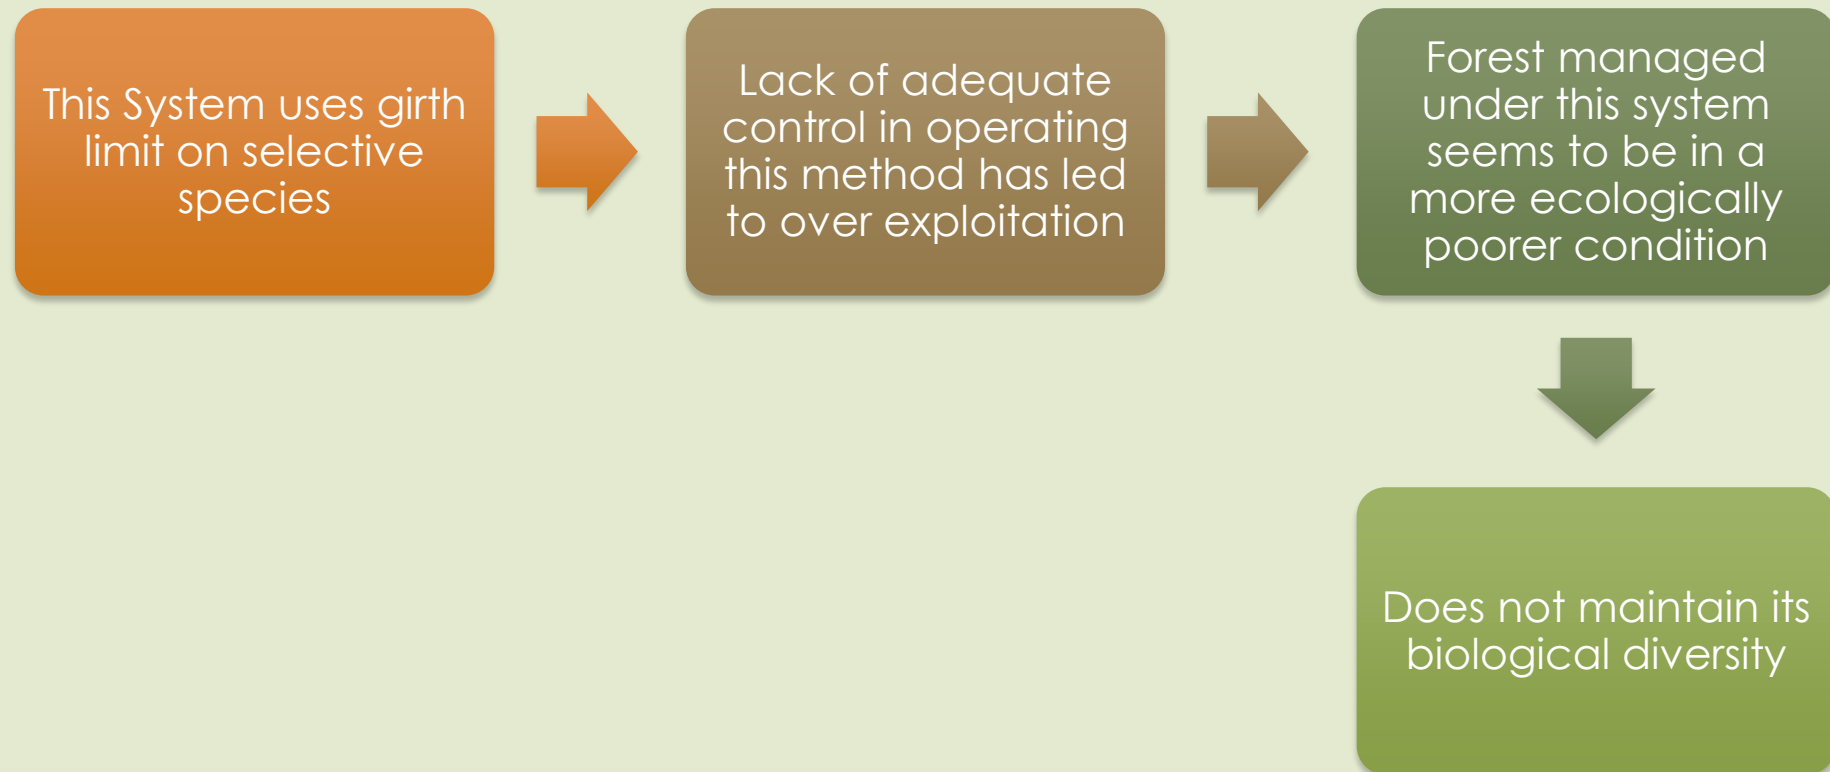 This System uses girth
limit on selective
species
Lack of adequate
control in operating
this method has led
to over exploitation
Forest managed
under this system
seems to be in a
more ecologically
poorer condition
Does not maintain its
biological diversity